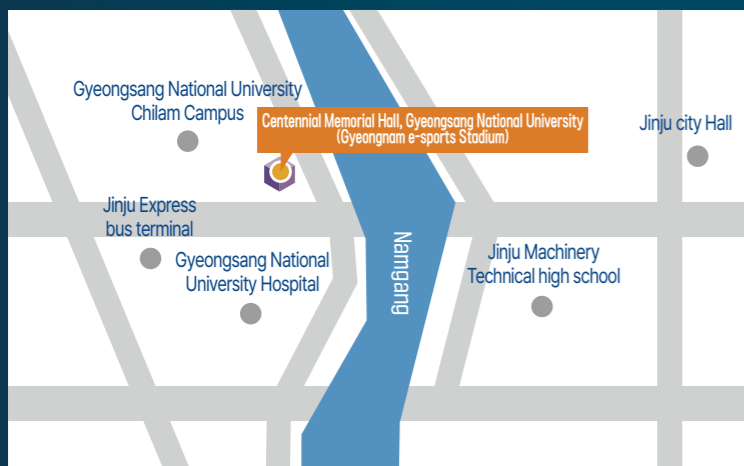 Gyeongsang National University
Chilam Campus
Centennial Memorial Hall, Gyeongsang National University
(Gyeongnam e-sports Stadium)
Jinju city Hall
Jinju Express
bus terminal
Gyeongsang National
University Hospital
Namgang
Jinju Machinery
Technical high school